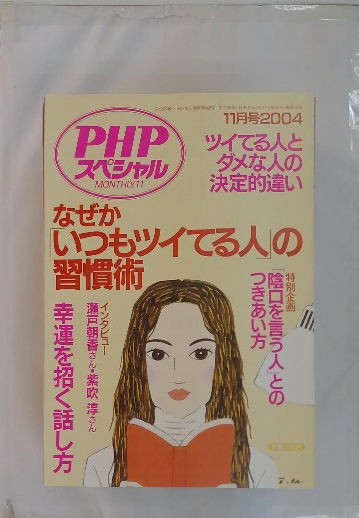 11月号2004
PHP
スペシャル
MONTHLY11
ツイてる人と
ダメな人の
決定的違い
なぜか
「いつもツイてる人」の
習慣術
特別企画
「陰口を言う人」との
つきあい方
インタビュー
瀬戸朝香さん・紫吹 淳さん
幸運を招く話し方